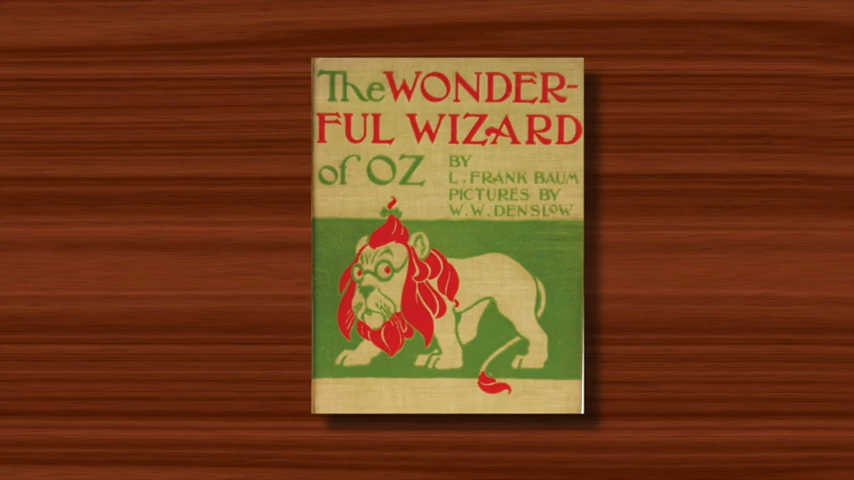 The WONDER-
FUL WIZARD
of OZ
BY
L. FRANK BAUM
PICTURES BY
W. W. DENSLOW